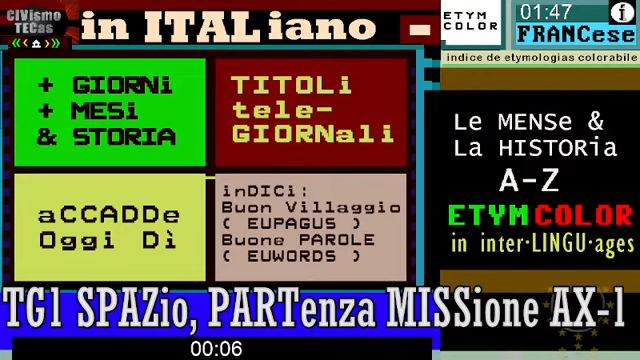 CIVismo
TECas
in ITALiano
ETYM
COLOR
01:47
i
FRANCese
indice de etymologias colorabile
+ GIORNi
+ MESi
& STORIA
TITOLi
tele-
GIORNali
aCCADDe
Oggi Dì
inDICi:
Buon Villaggio
( EUPAGUS )
Buone PAROLE
( EUWORDS )
Le MENSe &
La HISTORia
A-Z
ETYMCOLOR
in inter·LINGU·ages
TG1 SPAZio, PARTenza MISSione AX-1
00:06